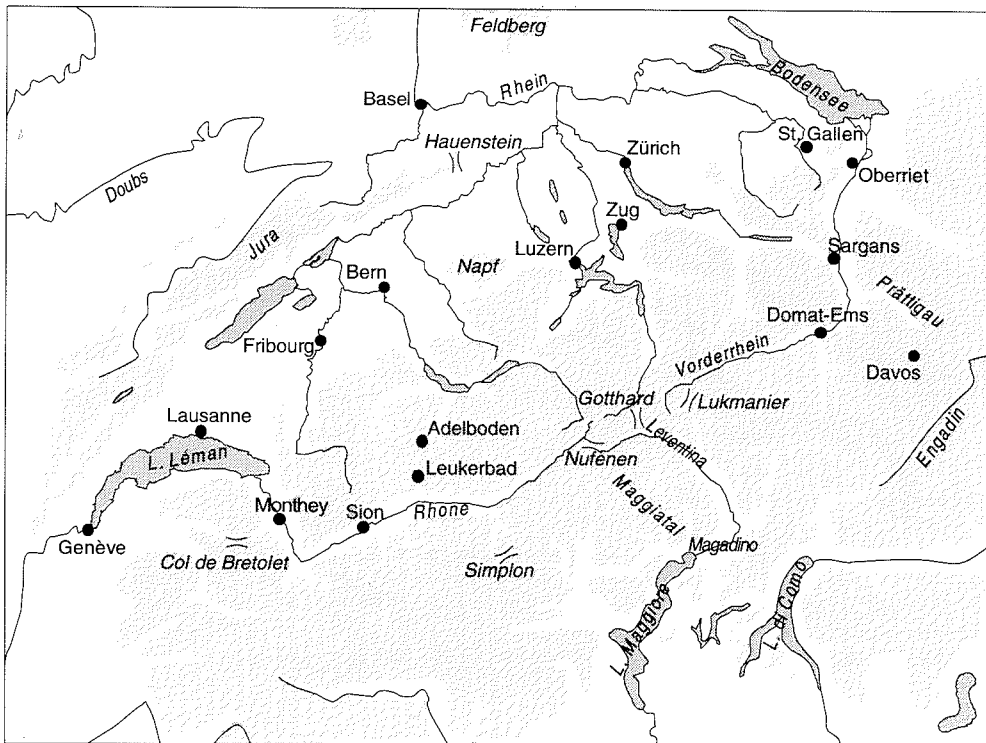 Feldberg
Rhein
Bodensee
Basel
Hauenstein
St. Gallen
Zürich
Oberriet
Doubs
Zug
Jura
Luzern
Sargans
Napf
Bern
Prättigau
Domat-Ems
Fribourg
Vorderrhein
Davos
Gotthard
Lukmanier
Lausanne
Adelboden
Leventina
Engadin
L. Léman
Leukerbad
Nufenen
Maggiatal
Monthey
Sion
Rhone
Genève
Magadino
Col de Bretolet
Simplon
L. Maggiore
L. di Como